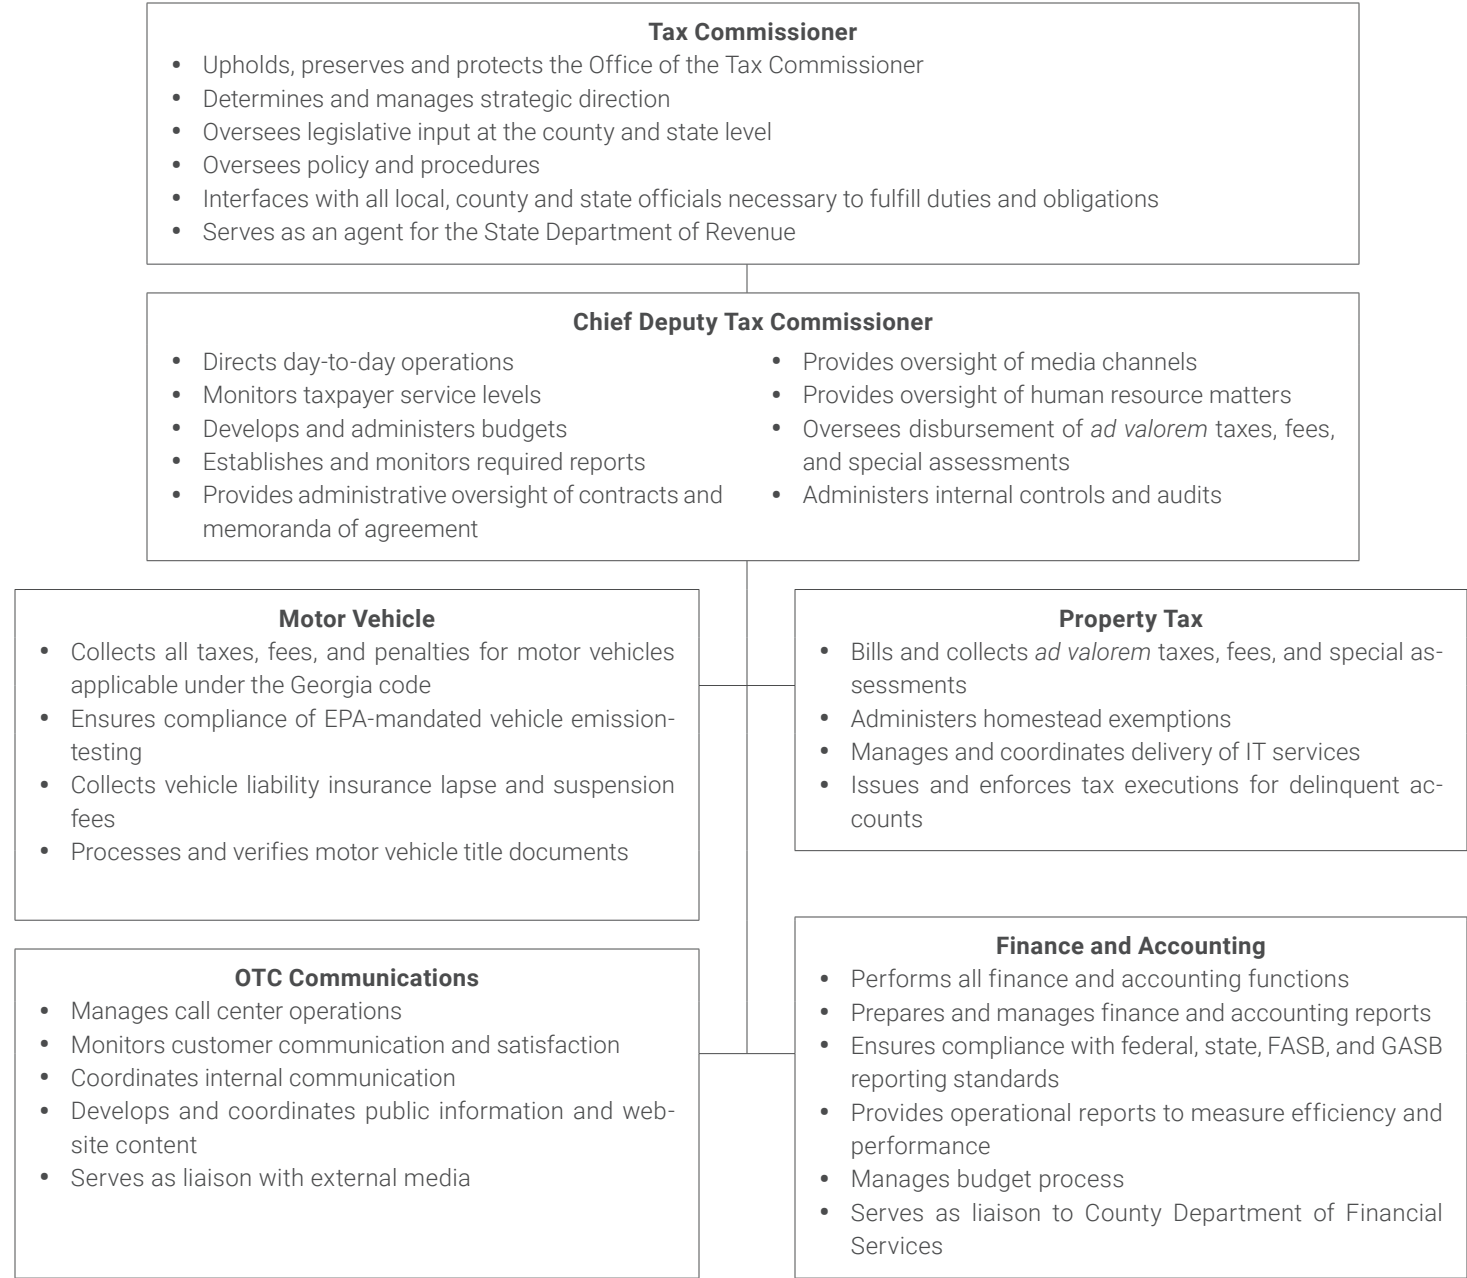 Tax Commissioner
• Upholds, preserves and protects the Office of the Tax Commissioner
• Determines and manages strategic direction
• Oversees legislative input at the county and state level
• Oversees policy and procedures
• Interfaces with all local, county and state officials necessary to fulfill duties and obligations
• Serves as an agent for the State Department of Revenue
Chief Deputy Tax Commissioner
• Directs day-to-day operations
• Monitors taxpayer service levels
• Develops and administers budgets
• Establishes and monitors required reports
• Provides administrative oversight of contracts and
memoranda of agreement
• Provides oversight of media channels
• Provides oversight of human resource matters
• Oversees disbursement of ad valorem taxes, fees,
and special assessments
• Administers internal controls and audits
Motor Vehicle
• Collects all taxes, fees, and penalties for motor vehicles
applicable under the Georgia code
• Ensures compliance of EPA-mandated vehicle emission-
testing
• Collects vehicle liability insurance lapse and suspension
fees
• Processes and verifies motor vehicle title documents
Property Tax
• Bills and collects ad valorem taxes, fees, and special as-
sessments
• Administers homestead exemptions
• Manages and coordinates delivery of IT services
• Issues and enforces tax executions for delinquent ac-
counts
OTC Communications
• Manages call center operations
• Monitors customer communication and satisfaction
• Coordinates internal communication
• Develops and coordinates public information and web-
site content
• Serves as liaison with external media
Finance and Accounting
• Performs all finance and accounting functions
• Prepares and manages finance and accounting reports
• Ensures compliance with federal, state, FASB, and GASB
reporting standards
• Provides operational reports to measure efficiency and
performance
• Manages budget process
• Serves as liaison to County Department of Financial
Services